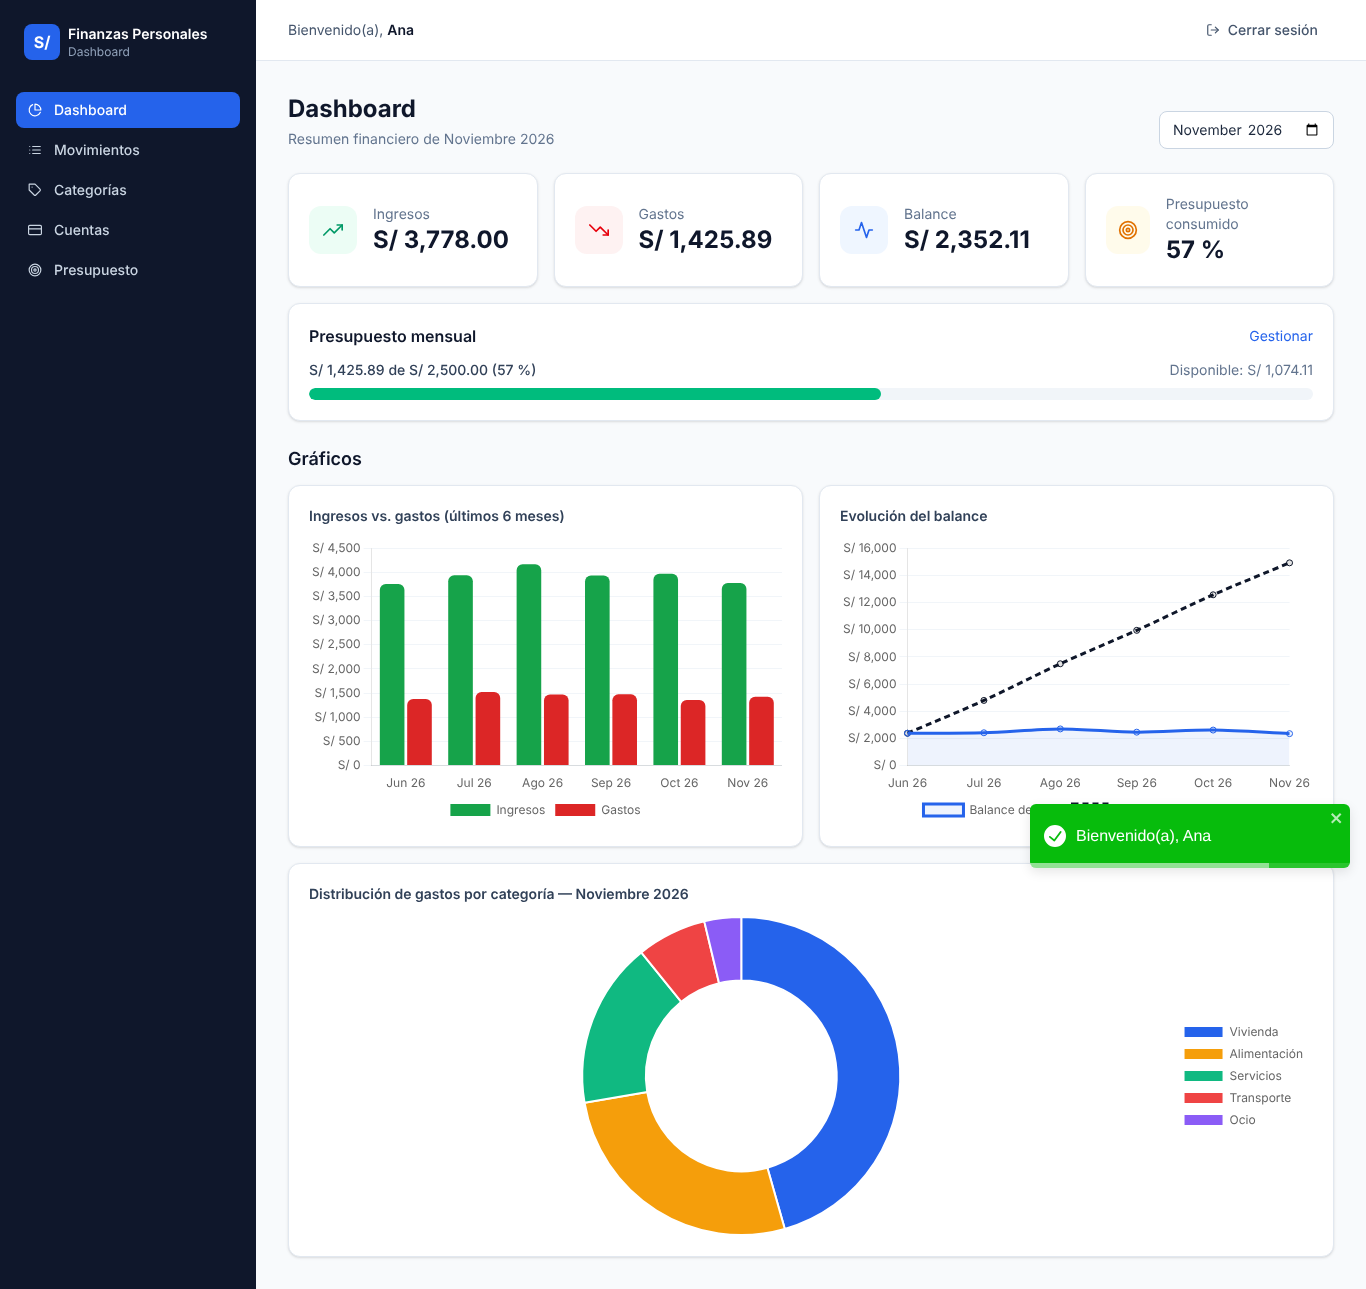 S/
Finanzas Personales
Dashboard
Dashboard
Movimientos
Categorías
Cuentas
Presupuesto
Bienvenido(a), Ana
Cerrar sesión
Dashboard
Resumen financiero de Noviembre 2026
November 2026
Ingresos
S/ 3,778.00
Gastos
S/ 1,425.89
Balance
S/ 2,352.11
Presupuesto
consumido
57 %
Presupuesto mensual
Gestionar
S/ 1,425.89 de S/ 2,500.00 (57 %)
Disponible: S/ 1,074.11
Gráficos
Ingresos vs. gastos (últimos 6 meses)
S/ 4,500
S/ 4,000
S/ 3,500
S/ 3,000
S/ 2,500
S/ 2,000
S/ 1,500
S/ 1,000
S/ 500
S/ 0
Jun 26 Jul 26 Ago 26 Sep 26 Oct 26 Nov 26
Ingresos Gastos
Evolución del balance
S/ 16,000
S/ 14,000
S/ 12,000
S/ 10,000
S/ 8,000
S/ 6,000
S/ 4,000
S/ 2,000
S/ 0
Jun 26 Jul 26 Ago 26 Sep 26 Oct 26 Nov 26
Balance de
Bienvenido(a), Ana
Distribución de gastos por categoría — Noviembre 2026
Vivienda
Alimentación
Servicios
Transporte
Ocio